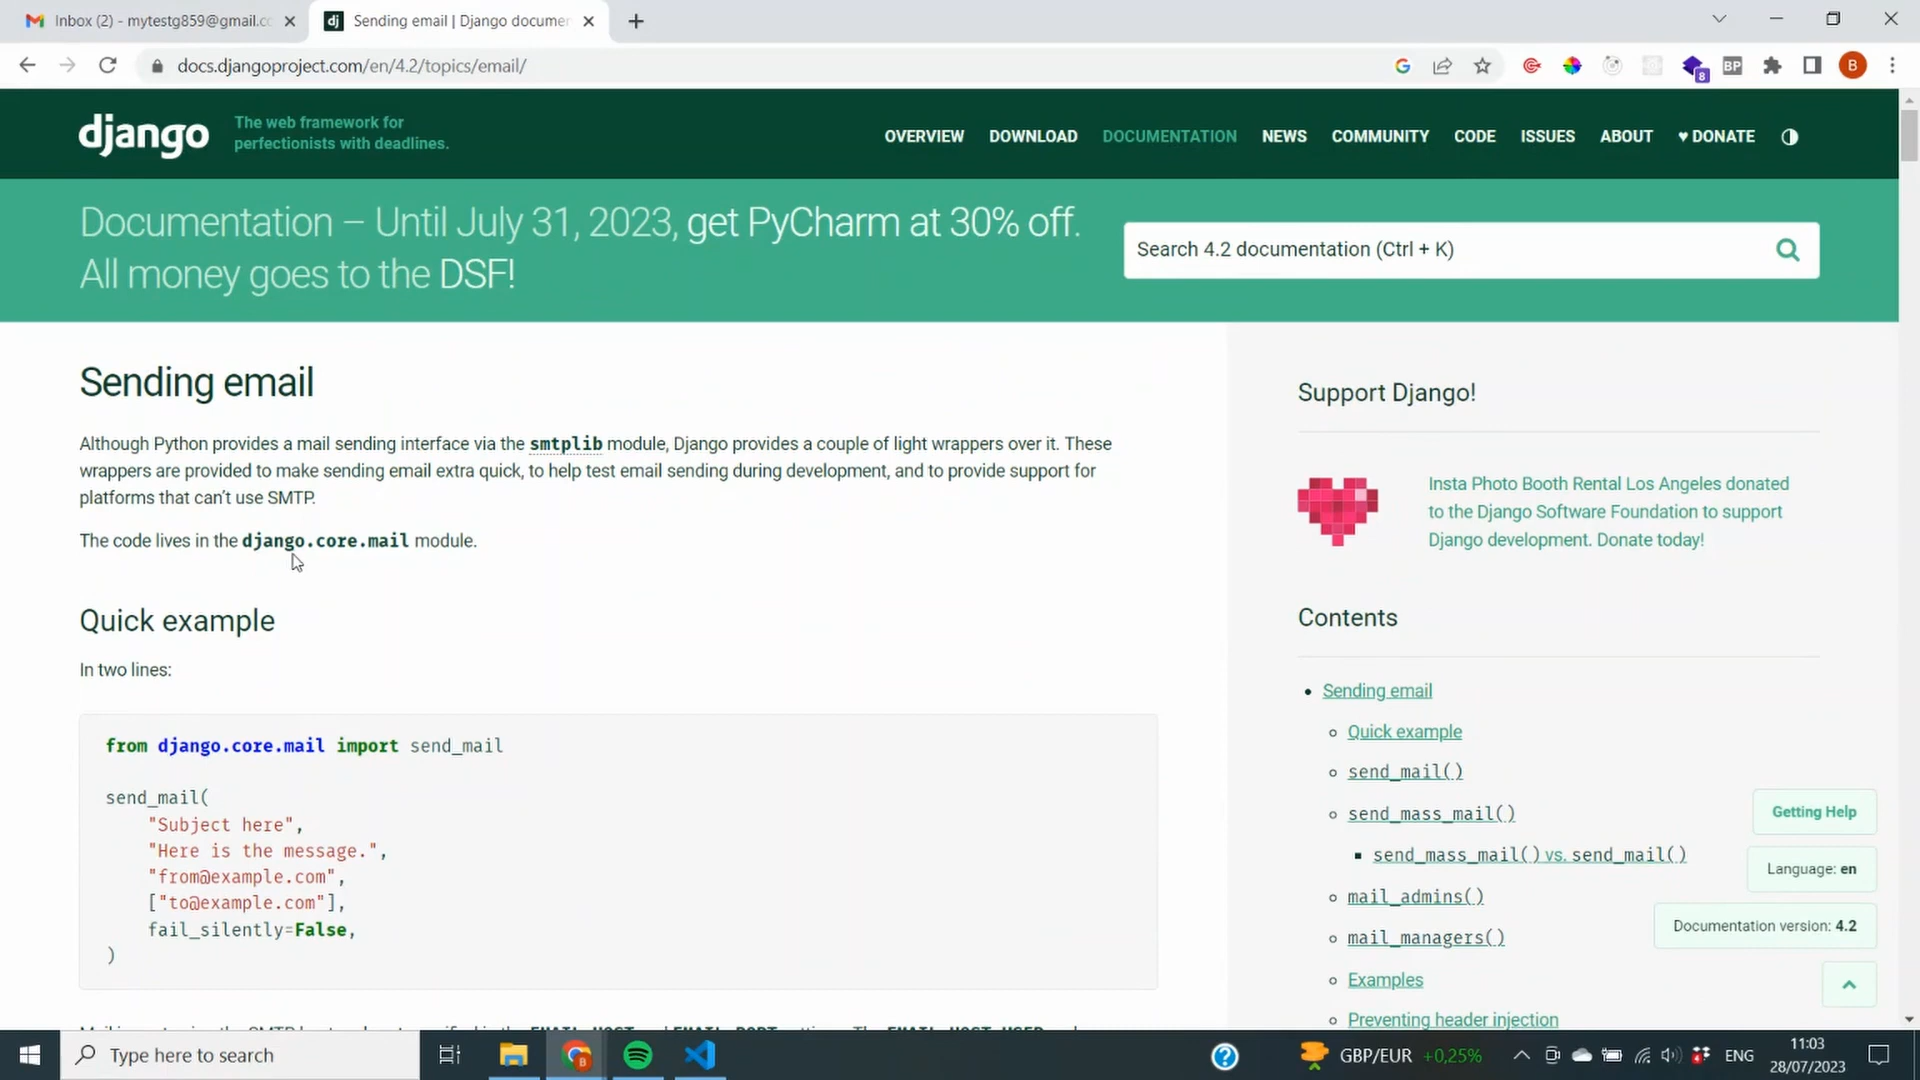 Inbox (2) - mytestg859@gmail.co
Sending email | Django documen
docs.djangoproject.com/en/4.2/topics/email/
8
BP
B
django
The web framework for
perfectionists with deadlines.
OVERVIEW DOWNLOAD DOCUMENTATION NEWS COMMUNITY CODE ISSUES ABOUT ♥ DONATE
Documentation – Until July 31, 2023, get PyCharm at 30% off.
All money goes to the DSF!
Search 4.2 documentation (Ctrl + K)
Sending email
Although Python provides a mail sending interface via the smtplib module, Django provides a couple of light wrappers over it. These
wrappers are provided to make sending email extra quick, to help test email sending during development, and to provide support for
platforms that can't use SMTP.
The code lives in the django.core.mail module.
Quick example
In two lines:
from django.core.mail import send_mail
send_mail(
"Subject here",
"Here is the message.",
"from@example.com",
["to@example.com"],
fail_silently=False,
)
Support Django!
Insta Photo Booth Rental Los Angeles donated
to the Django Software Foundation to support
Django development. Donate today!
Contents
• Sending email
◦ Quick example
◦ send_mail()
◦ send_mass_mail()
▪ send_mass_mail() vs. send_mail()
◦ mail_admins()
◦ mail_managers()
◦ Examples
◦ Preventing header injection
Getting Help
Language: en
Documentation version: 4.2
Type here to search
GBP/EUR +0,25%
ENG
11:03
28/07/2023